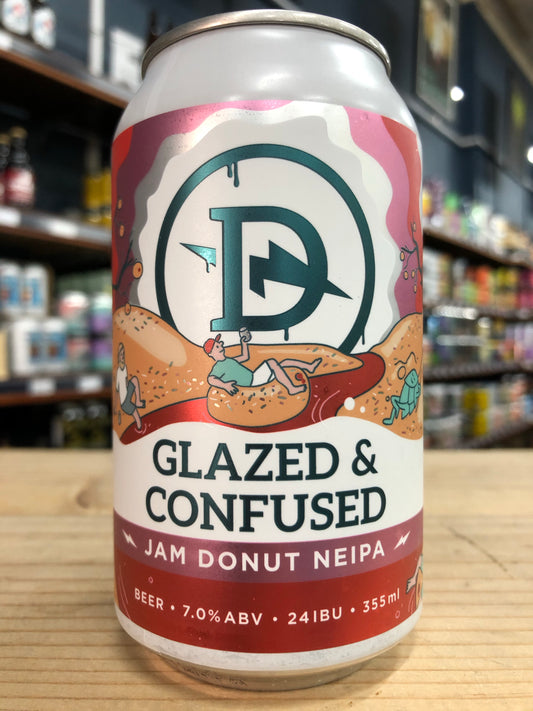 D
GLAZED &
CONFUSED
JAM DONUT NEIPA
BEER • 7.0% ABV • 24IBU • 355ml